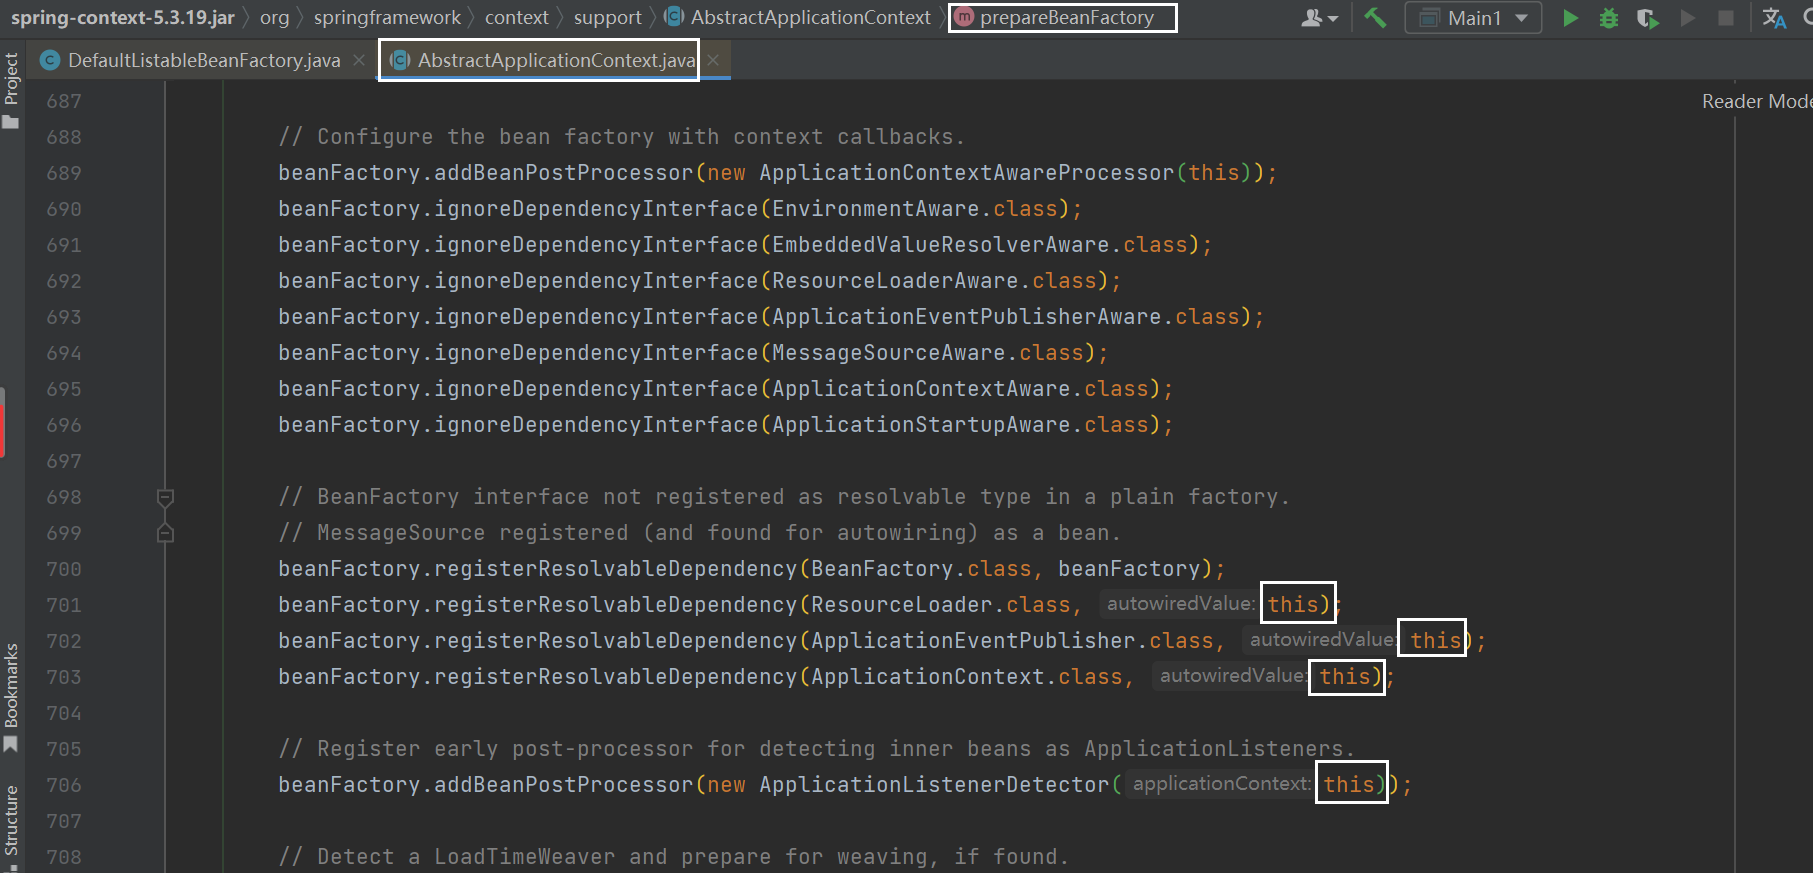 spring-context-5.3.19.jar org springframework context support AbstractApplicationContext prepareBeanFactory Main1
DefaultListableBeanFactory.java AbstractApplicationContext.java
Project
Bookmarks
Structure
Reader Mode
687
688 // Configure the bean factory with context callbacks.
689 beanFactory.addBeanPostProcessor(new ApplicationContextAwareProcessor(this));
690 beanFactory.ignoreDependencyInterface(EnvironmentAware.class);
691 beanFactory.ignoreDependencyInterface(EmbeddedValueResolverAware.class);
692 beanFactory.ignoreDependencyInterface(ResourceLoaderAware.class);
693 beanFactory.ignoreDependencyInterface(ApplicationEventPublisherAware.class);
694 beanFactory.ignoreDependencyInterface(MessageSourceAware.class);
695 beanFactory.ignoreDependencyInterface(ApplicationContextAware.class);
696 beanFactory.ignoreDependencyInterface(ApplicationStartupAware.class);
697
698 // BeanFactory interface not registered as resolvable type in a plain factory.
699 // MessageSource registered (and found for autowiring) as a bean.
700 beanFactory.registerResolvableDependency(BeanFactory.class, beanFactory);
701 beanFactory.registerResolvableDependency(ResourceLoader.class, autowiredValue: this);
702 beanFactory.registerResolvableDependency(ApplicationEventPublisher.class, autowiredValue: this);
703 beanFactory.registerResolvableDependency(ApplicationContext.class, autowiredValue: this);
704
705 // Register early post-processor for detecting inner beans as ApplicationListeners.
706 beanFactory.addBeanPostProcessor(new ApplicationListenerDetector( applicationContext: this));
707
708 // Detect a LoadTimeWeaver and prepare for weaving, if found.